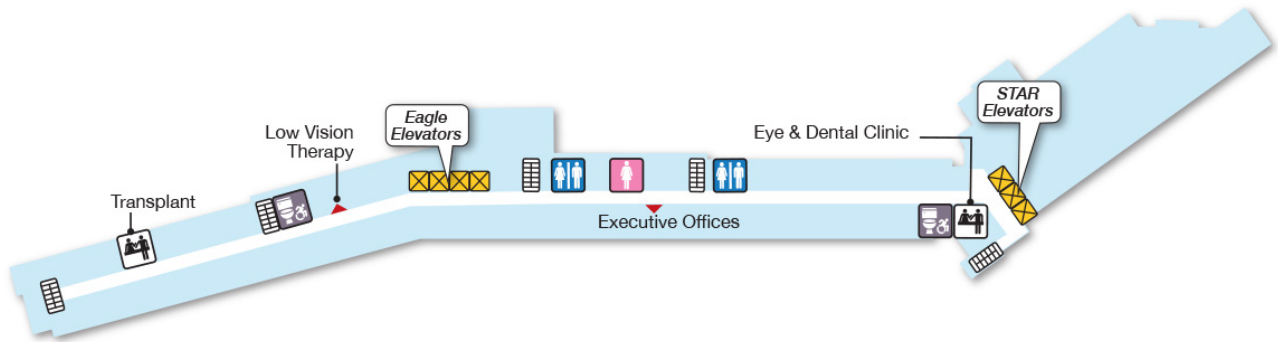 Transplant
Low Vision
Therapy
Eagle
Elevators
Executive Offices
Eye & Dental Clinic
STAR
Elevators